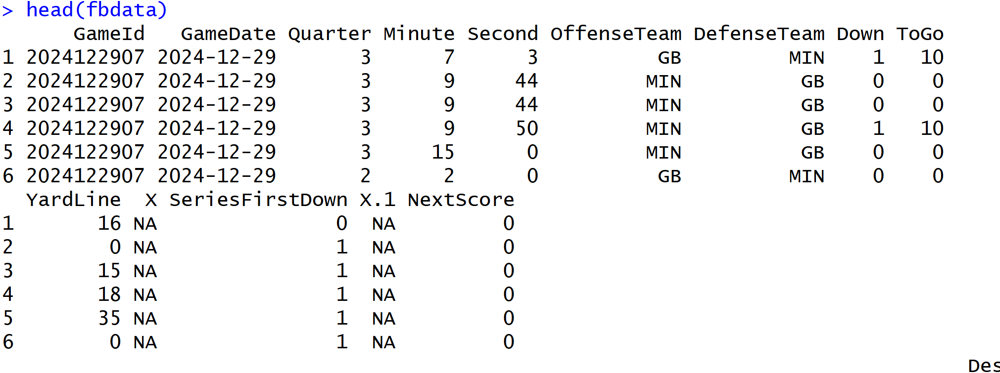 > head(fbdata)
GameId GameDate Quarter Minute Second OffenseTeam DefenseTeam Down ToGo
1 2024122907 2024-12-29 3 7 3 GB MIN 1 10
2 2024122907 2024-12-29 3 9 44 MIN GB 0 0
3 2024122907 2024-12-29 3 9 44 MIN GB 0 0
4 2024122907 2024-12-29 3 9 50 MIN GB 1 10
5 2024122907 2024-12-29 3 15 0 MIN GB 0 0
6 2024122907 2024-12-29 2 2 0 GB MIN 0 0
YardLine X SeriesFirstDown X.1 NextScore
1 16 NA 0 NA 0
2 0 NA 1 NA 0
3 15 NA 1 NA 0
4 18 NA 1 NA 0
5 35 NA 1 NA 0
6 0 NA 1 NA 0